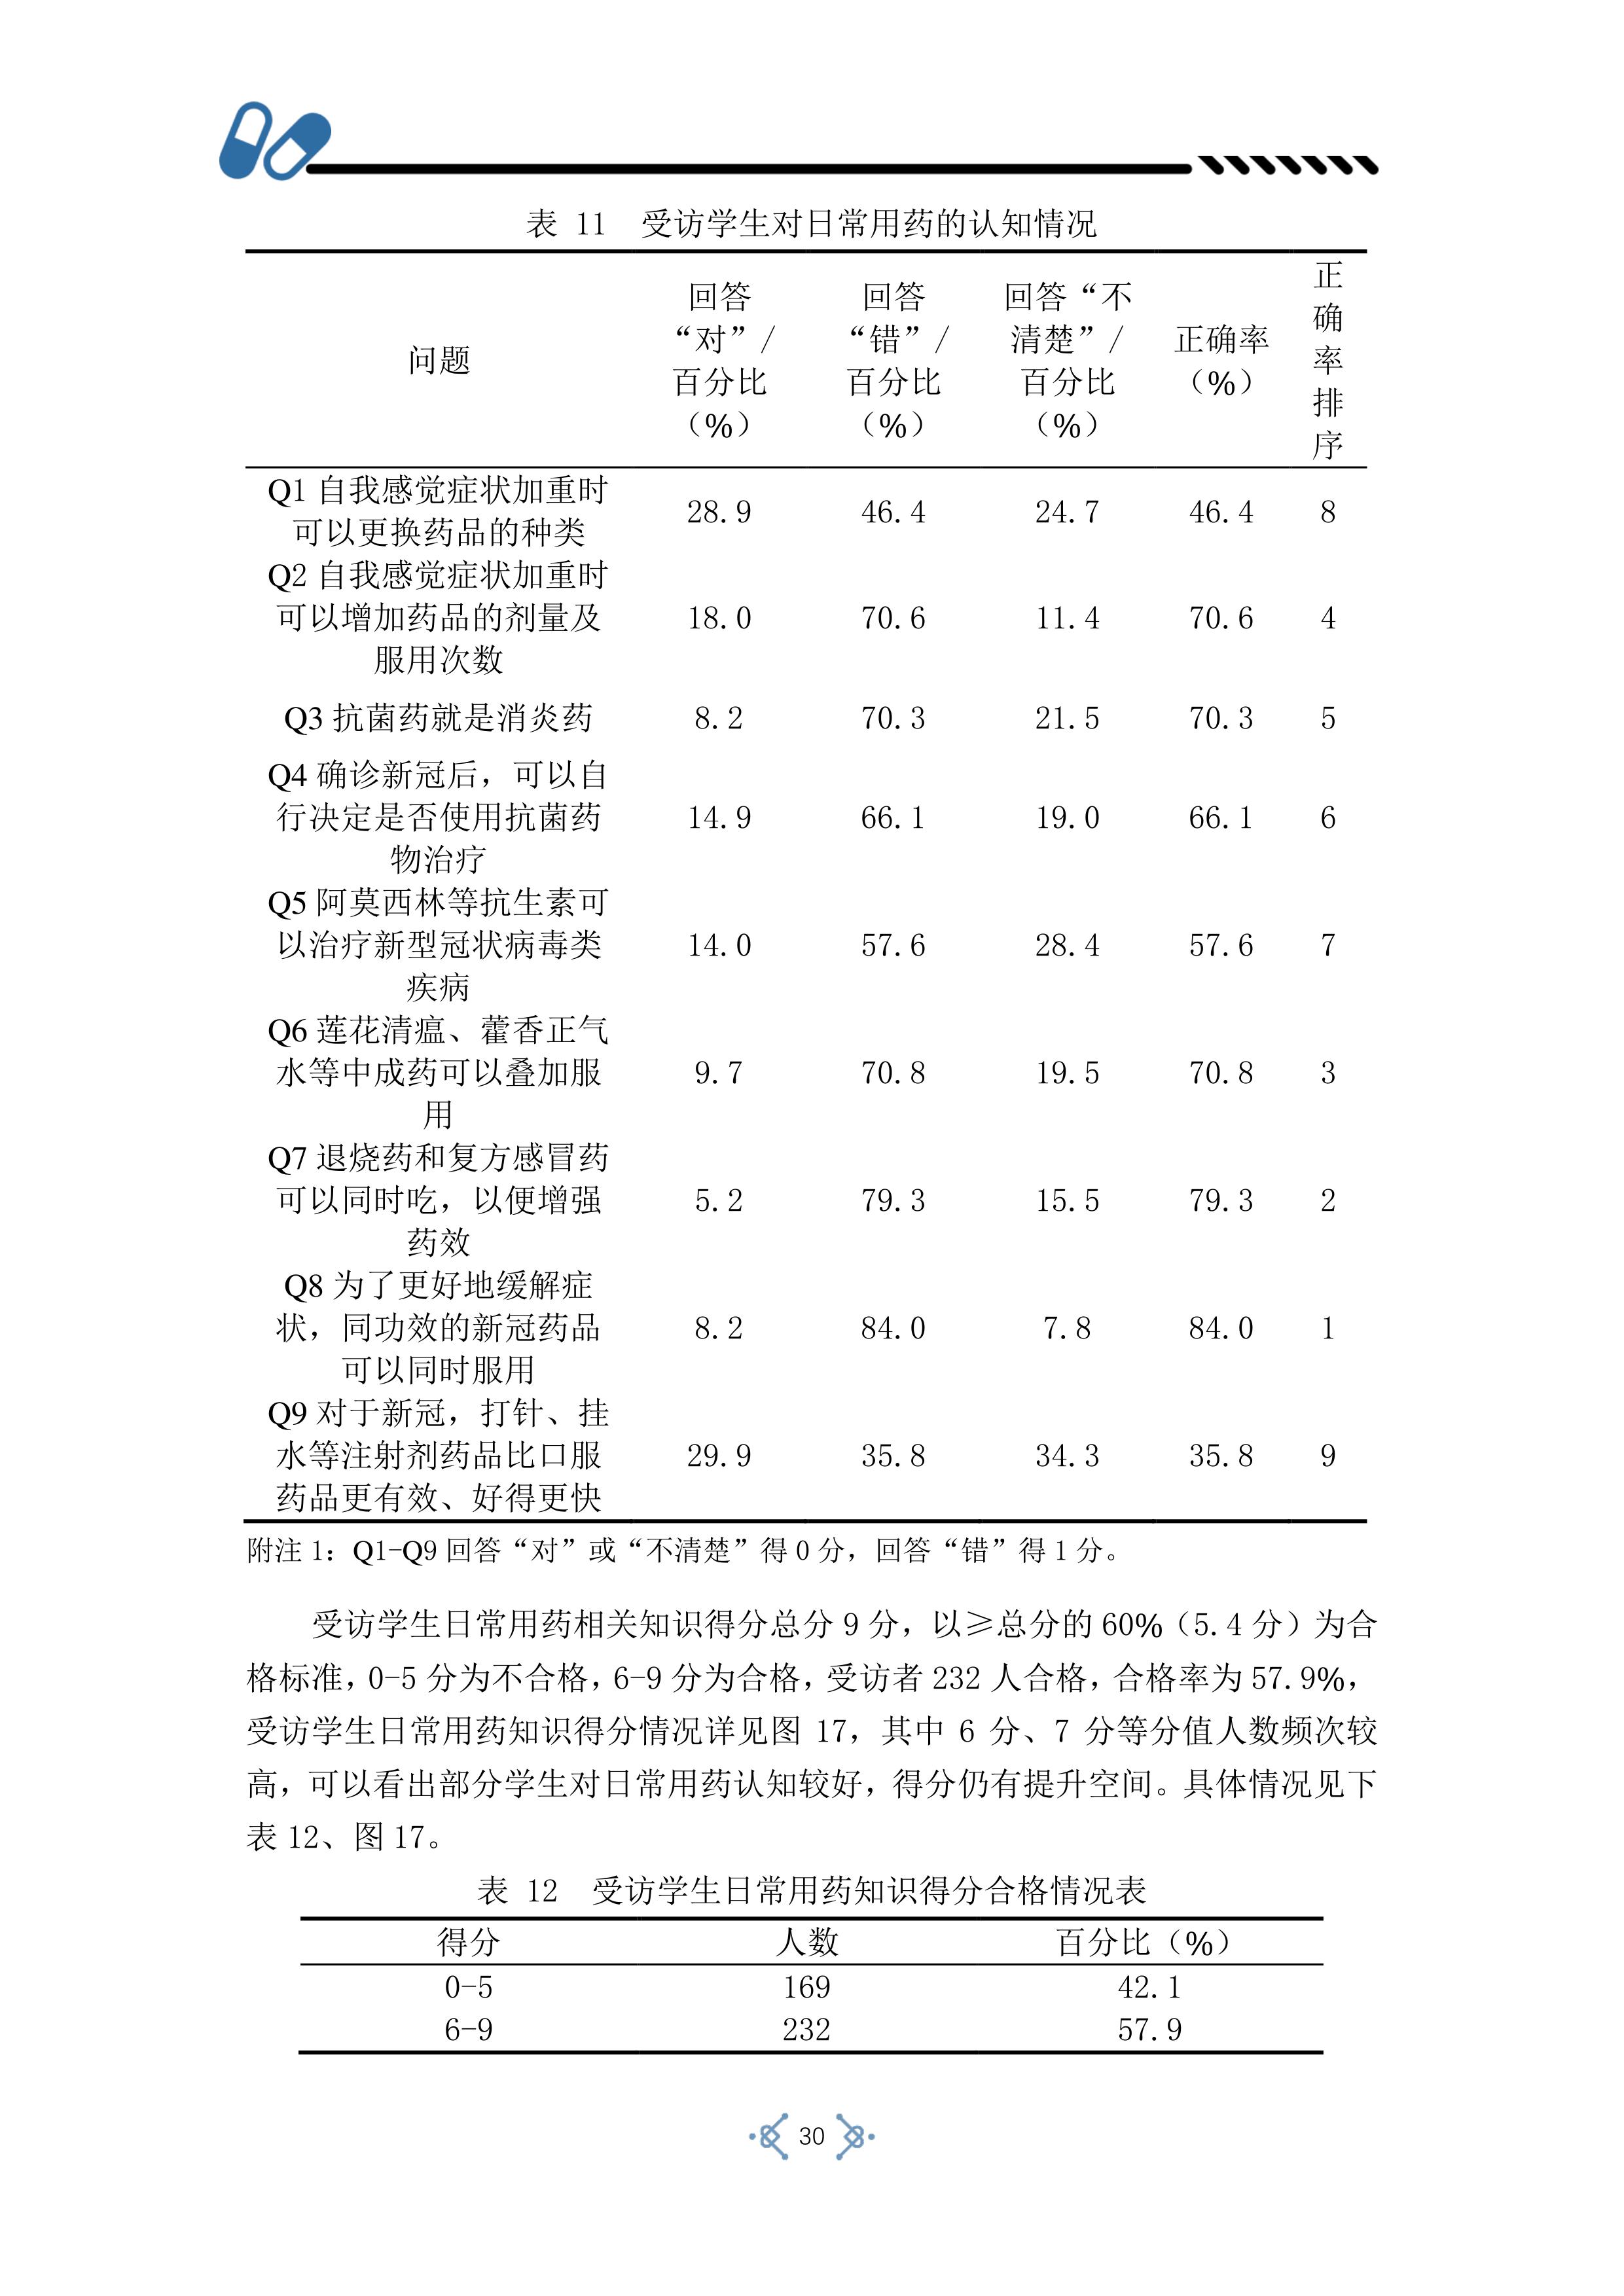 表 11 受访学生对日常用药的认知情况
问题
回答
“对”/
百分比
（%）
回答
“错”/
百分比
（%）
回答“不
清楚”/
百分比
（%）
正确率
（%）
正
确
率
排
序
Q1 自我感觉症状加重时
可以更换药品的种类
28.9 46.4 24.7 46.4 8
Q2 自我感觉症状加重时
可以增加药品的剂量及
服用次数
18.0 70.6 11.4 70.6 4
Q3 抗菌药就是消炎药 8.2 70.3 21.5 70.3 5
Q4 确诊新冠后，可以自
行决定是否使用抗菌药
物治疗
14.9 66.1 19.0 66.1 6
Q5 阿莫西林等抗生素可
以治疗新型冠状病毒类
疾病
14.0 57.6 28.4 57.6 7
Q6 莲花清瘟、藿香正气
水等中成药可以叠加服
用
9.7 70.8 19.5 70.8 3
Q7 退烧药和复方感冒药
可以同时吃，以便增强
药效
5.2 79.3 15.5 79.3 2
Q8 为了更好地缓解症
状，同功效的新冠药品
可以同时服用
8.2 84.0 7.8 84.0 1
Q9 对于新冠，打针、挂
水等注射剂药品比口服
药品更有效、好得更快
29.9 35.8 34.3 35.8 9
附注 1：Q1-Q9 回答“对”或“不清楚”得 0 分，回答“错”得 1 分。
受访学生日常用药相关知识得分总分 9 分，以≥总分的 60%（5.4 分）为合
格标准，0-5 分为不合格，6-9 分为合格，受访者 232 人合格，合格率为 57.9%，
受访学生日常用药知识得分情况详见图 17，其中 6 分、7 分等分值人数频次较
高，可以看出部分学生对日常用药认知较好，得分仍有提升空间。具体情况见下
表 12、图 17。
表 12 受访学生日常用药知识得分合格情况表
得分 人数 百分比（%）
0-5 169 42.1
6-9 232 57.9
30